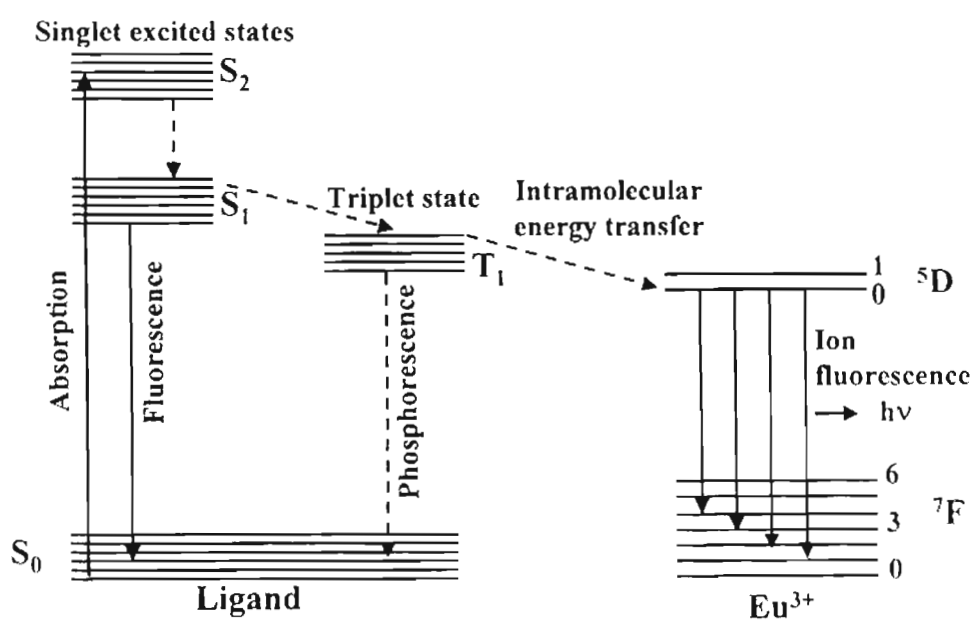 Singlet excited states
S₂
S₁
Triplet state
Intramolecular
energy transfer
T₁
1
0
⁵D
Absorption
Fluorescence
Phosphorescence
Ion
fluorescence
hν
6
3
0
⁷F
S₀
Ligand
Eu³⁺